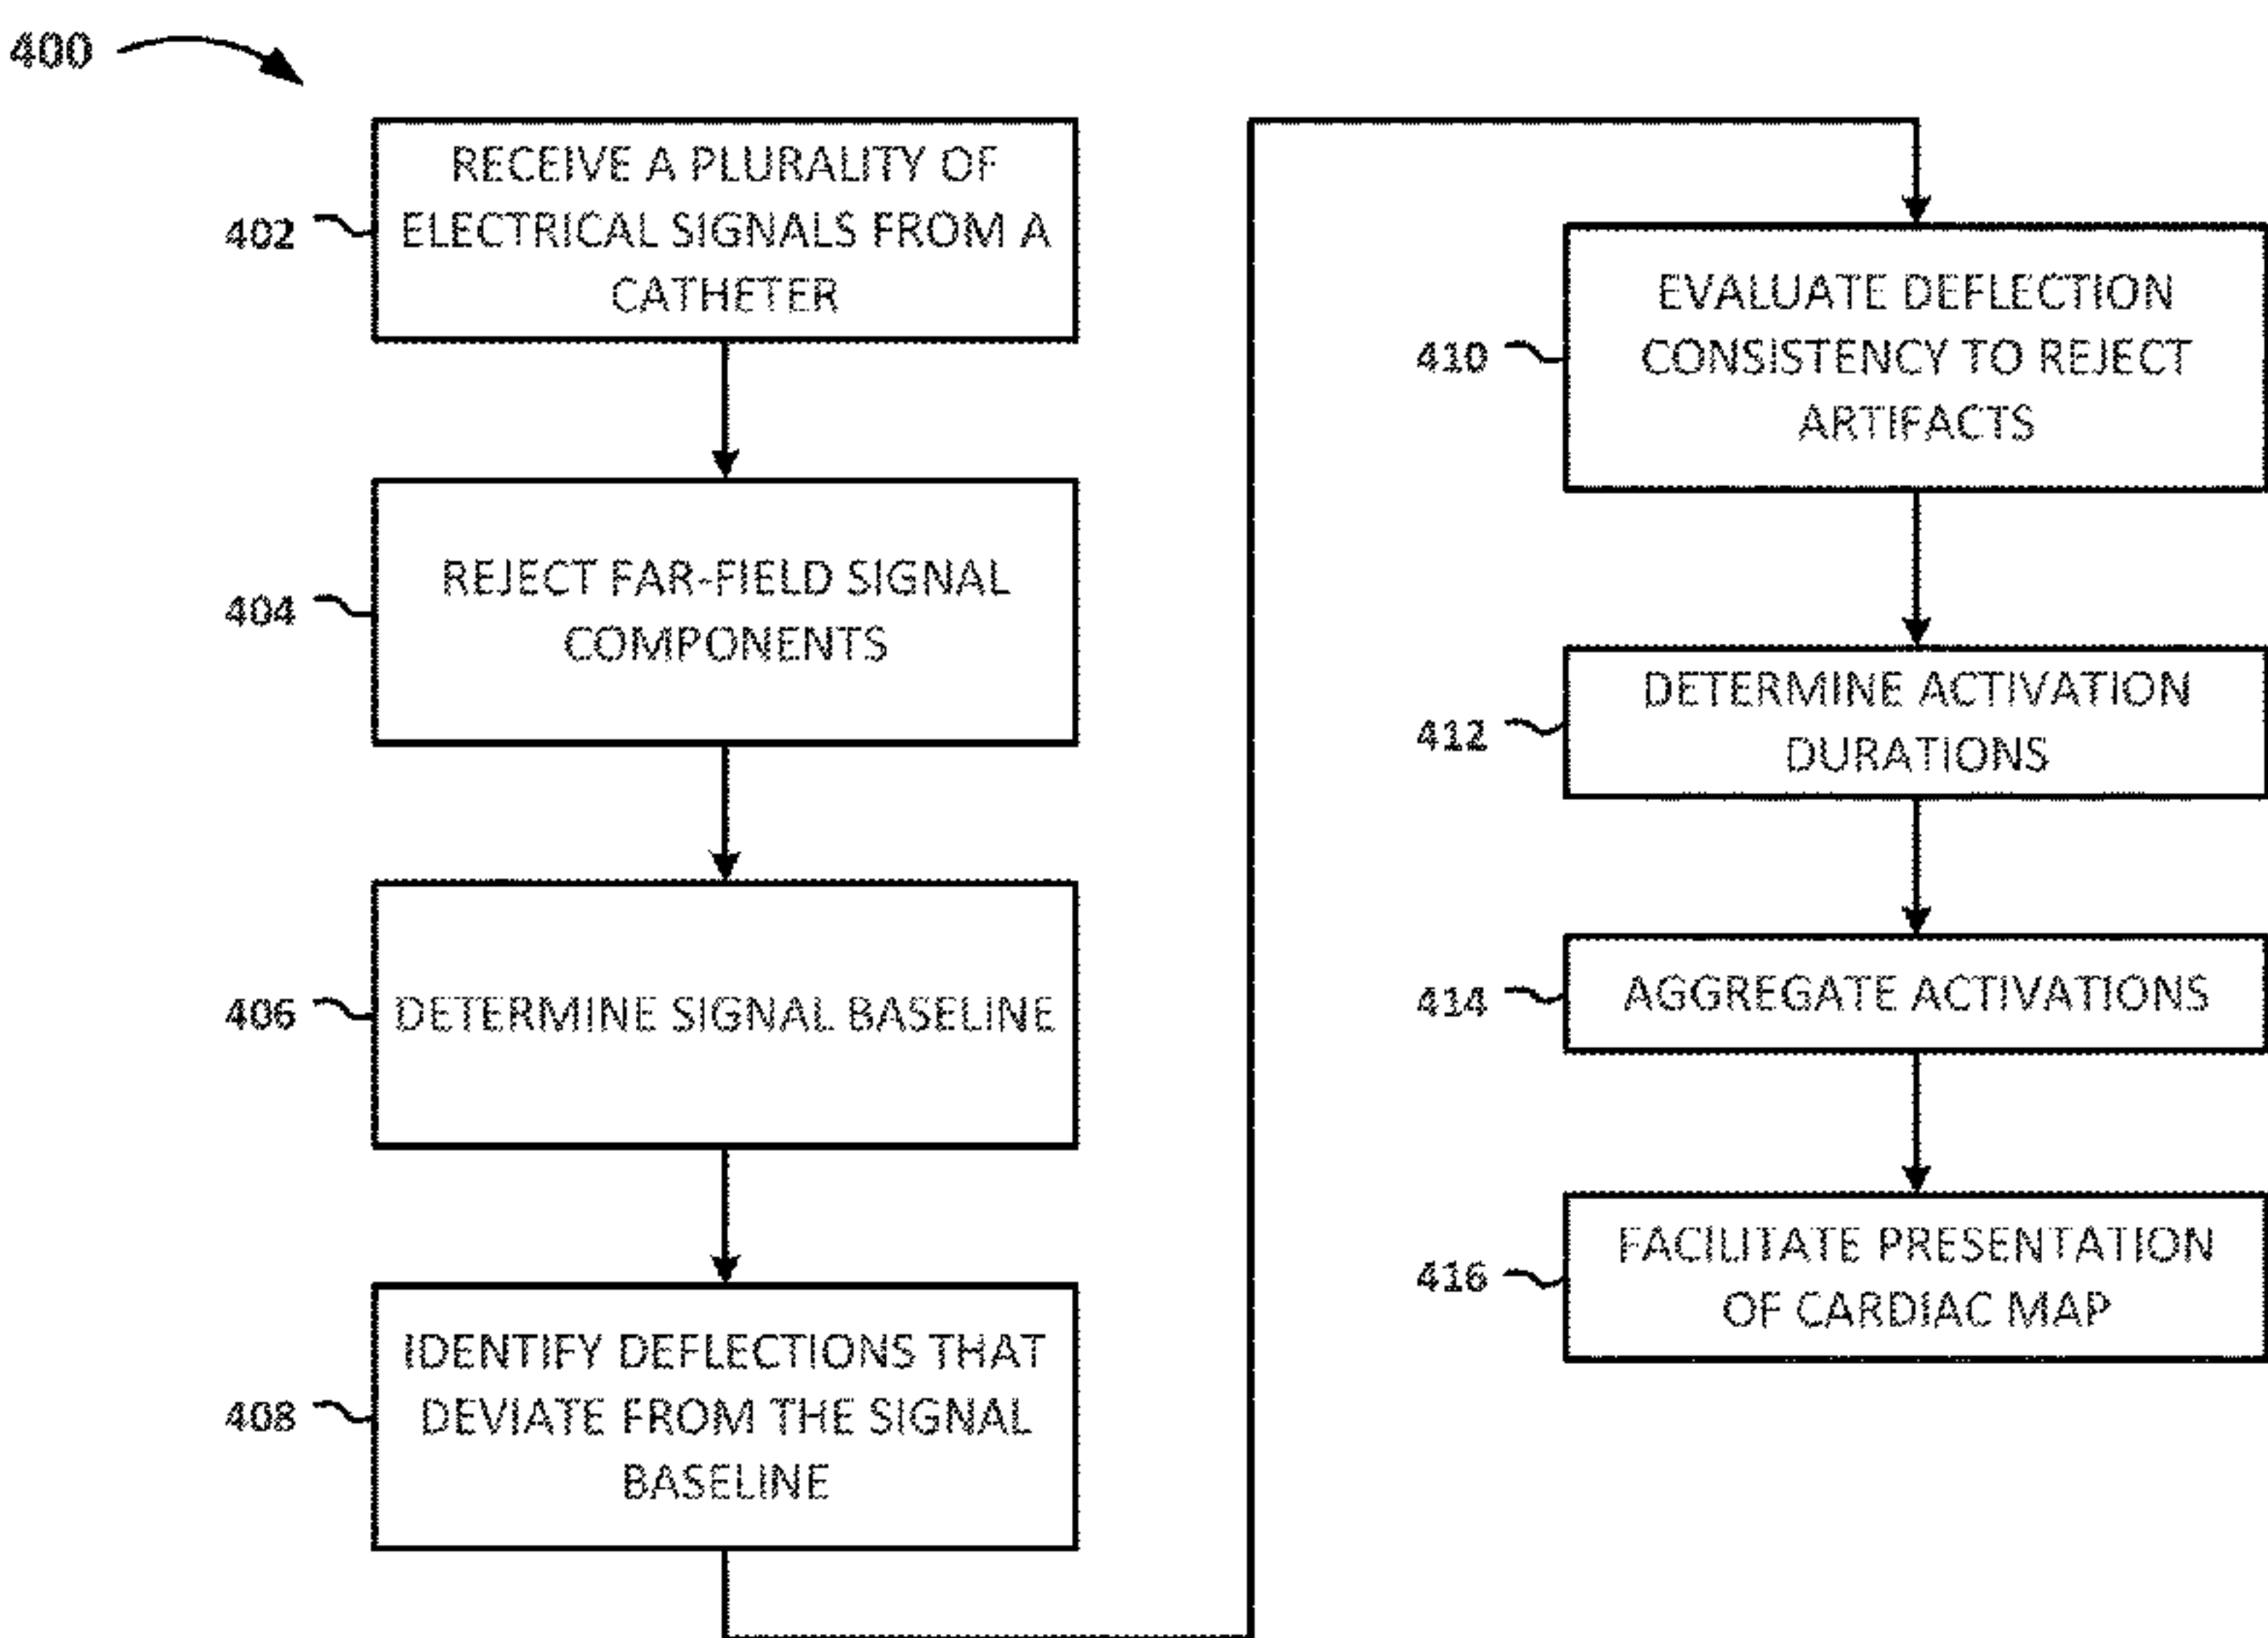 400
402
RECEIVE A PLURALITY OF
ELECTRICAL SIGNALS FROM A
CATHETER
404
REJECT FAR-FIELD SIGNAL
COMPONENTS
406
DETERMINE SIGNAL BASELINE
408
IDENTIFY DEFLECTIONS THAT
DEVIATE FROM THE SIGNAL
BASELINE
410
EVALUATE DEFLECTION
CONSISTENCY TO REJECT
ARTIFACTS
412
DETERMINE ACTIVATION
DURATIONS
414
AGGREGATE ACTIVATIONS
416
FACILITATE PRESENTATION
OF CARDIAC MAP